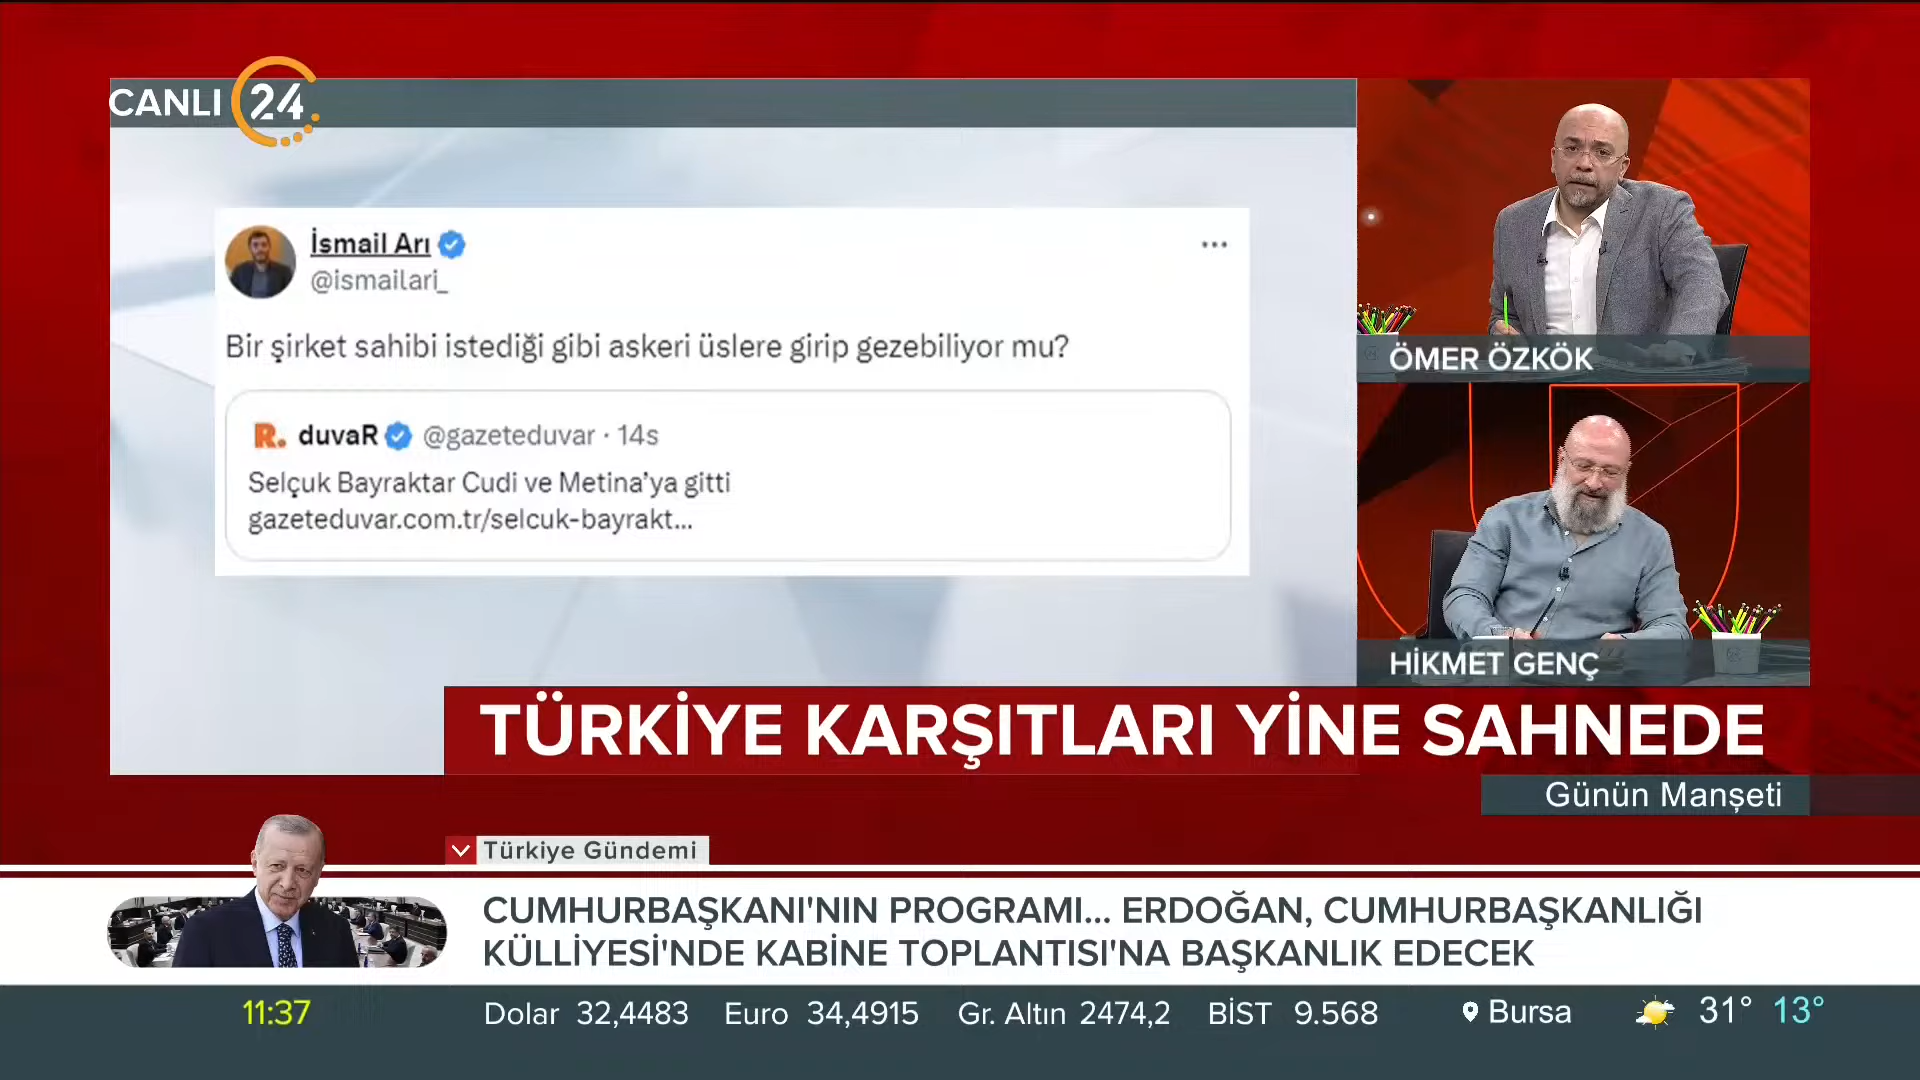 CANLI 24
İsmail Arı
@ismailari_
Bir şirket sahibi istediği gibi askeri üslere girip gezebiliyor mu?
R. duvaR @gazeteduvar · 14s
Selçuk Bayraktar Cudi ve Metina'ya gitti
gazeteduvar.com.tr/selcuk-bayrakt...
ÖMER ÖZKÖK
HİKMET GENÇ
TÜRKİYE KARŞITLARI YİNE SAHNEDE
Günün Manşeti
Türkiye Gündemi
CUMHURBAŞKANI'NIN PROGRAMI... ERDOĞAN, CUMHURBAŞKANLIĞI
KÜLLİYESİ'NDE KABİNE TOPLANTISI'NA BAŞKANLIK EDECEK
11:37 Dolar 32,4483 Euro 34,4915 Gr. Altın 2474,2 BİST 9.568 Bursa 31° 13°